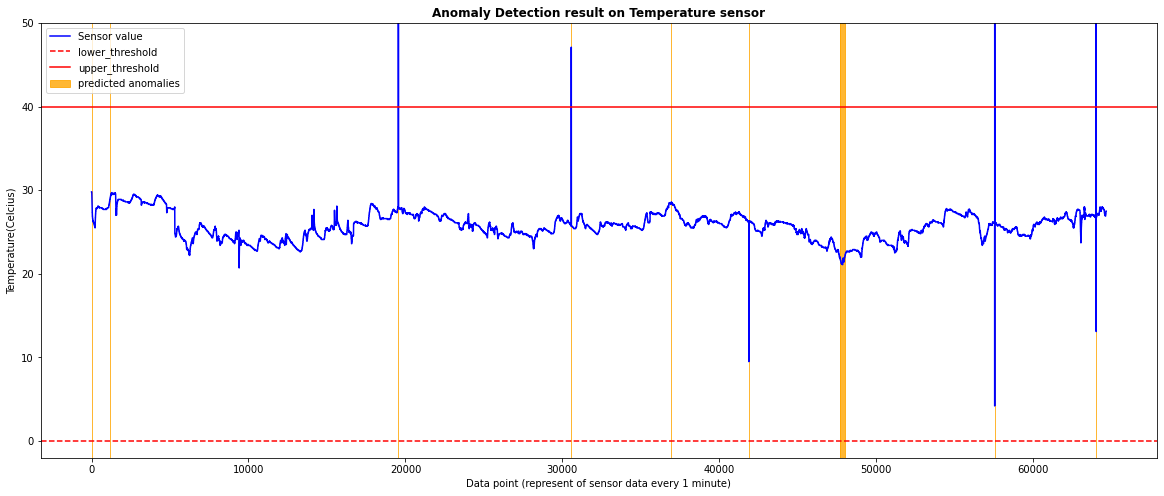 Anomaly Detection result on Temperature sensor
Sensor value
lower_threshold
upper_threshold
predicted anomalies
50
40
30
20
10
0
Temperature(Celcius)
0 10000 20000 30000 40000 50000 60000
Data point (represent of sensor data every 1 minute)